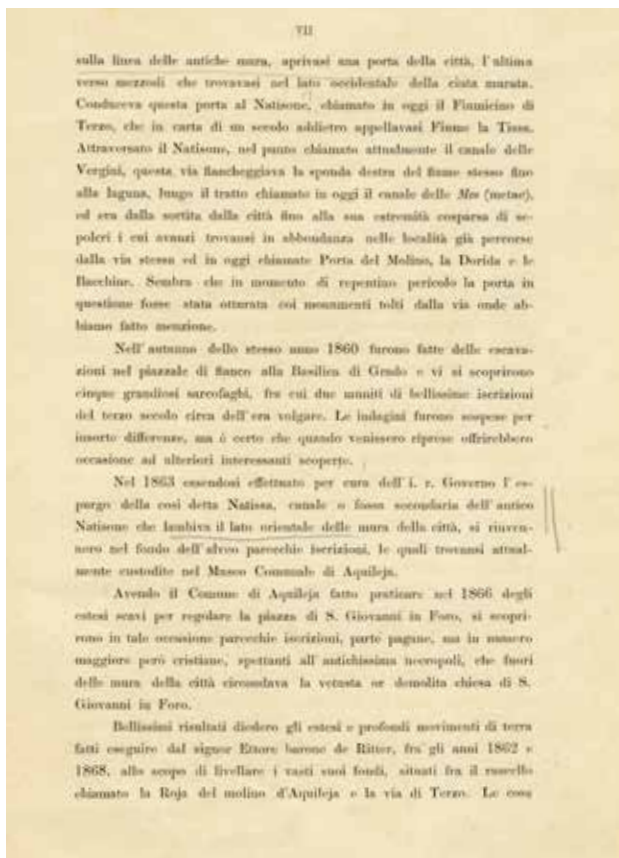 VII
sulla linea delle antiche mura, aprivasi una porta della città, l'ultima
verso mezzodì che trovavasi nel lato occidentale della cinta murata.
Conduceva questa porta al Natisone, chiamato in oggi il Fiumicino di
Terzo, che in carta di un secolo addietro appellavasi Fiume la Tissa.
Attraversato il Natisone, nel punto chiamato attualmente il canale delle
Vergini, questa via fiancheggiava la sponda destra del fiume stesso fino
alla laguna, lungo il tratto chiamato in oggi il canale delle Mee (metae),
ed era dalla sortita dalla città fino alla sua estremità cosparsa di se-
polcri i cui avanzi trovansi in abbondanza nelle località già percorse
dalla via stessa ed in oggi chiamate Porta del Molino, la Dorida e le
Bacchine. Sembra che in momento di repentino pericolo la porta in
questione fosse stata otturata coi monumenti tolti dalla via onde ab-
biamo fatto menzione.
Nell'autunno dello stesso anno 1860 furono fatte delle escava-
zioni nel piazzale di fianco alla Basilica di Grado e vi si scoprirono
cinque grandiosi sarcofaghi, fra cui due muniti di bellissime iscrizioni
del terzo secolo circa dell'era volgare. Le indagini furono sospese per
insorte differenze, ma è certo che quando venissero riprese offrirebbero
occasione ad ulteriori interessanti scoperte.
Nel 1863 essendosi effettuato per cura dell'i. r. Governo l'es-
purgo della così detta Natissa, canale o fossa secondaria dell'antico
Natisone che lambiva il lato orientale delle mura della città, si rinven-
nero nel fondo dell'alveo parecchie iscrizioni, le quali trovansi attual-
mente custodite nel Museo Comunale di Aquileja.
Avendo il Comune di Aquileja fatto praticare nel 1866 degli
estesi scavi per regolare la piazza di S. Giovanni in Foro, si scopri-
rono in tale occasione parecchie iscrizioni, parte pagane, ma in numero
maggiore però cristiane, spettanti all'antichissima necropoli, che fuori
delle mura della città circondava la vetusta or demolita chiesa di S.
Giovanni in Foro.
Bellissimi risultati diedero gli estesi e profondi movimenti di terra
fatti eseguire dal signor Ettore barone de Ritter, fra gli anni 1862 e
1868, allo scopo di livellare i vasti suoi fondi, situati fra il ruscello
chiamato la Roja del molino d'Aquileja e la via di Terzo. Le cose